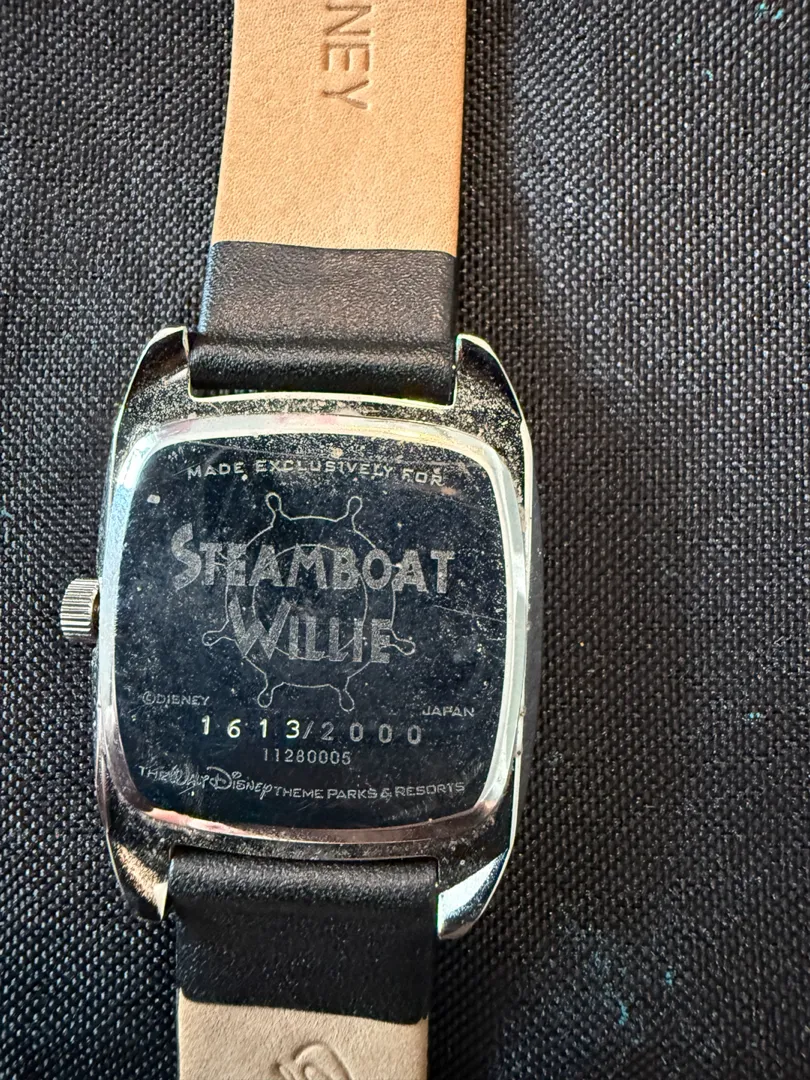 NEY
MADE EXCLUSIVELY FOR
STEAMBOAT
WILLIE
©DISNEY JAPAN
1613/2000
11280005
THE WALT DISNEY THEME PARKS & RESORTS